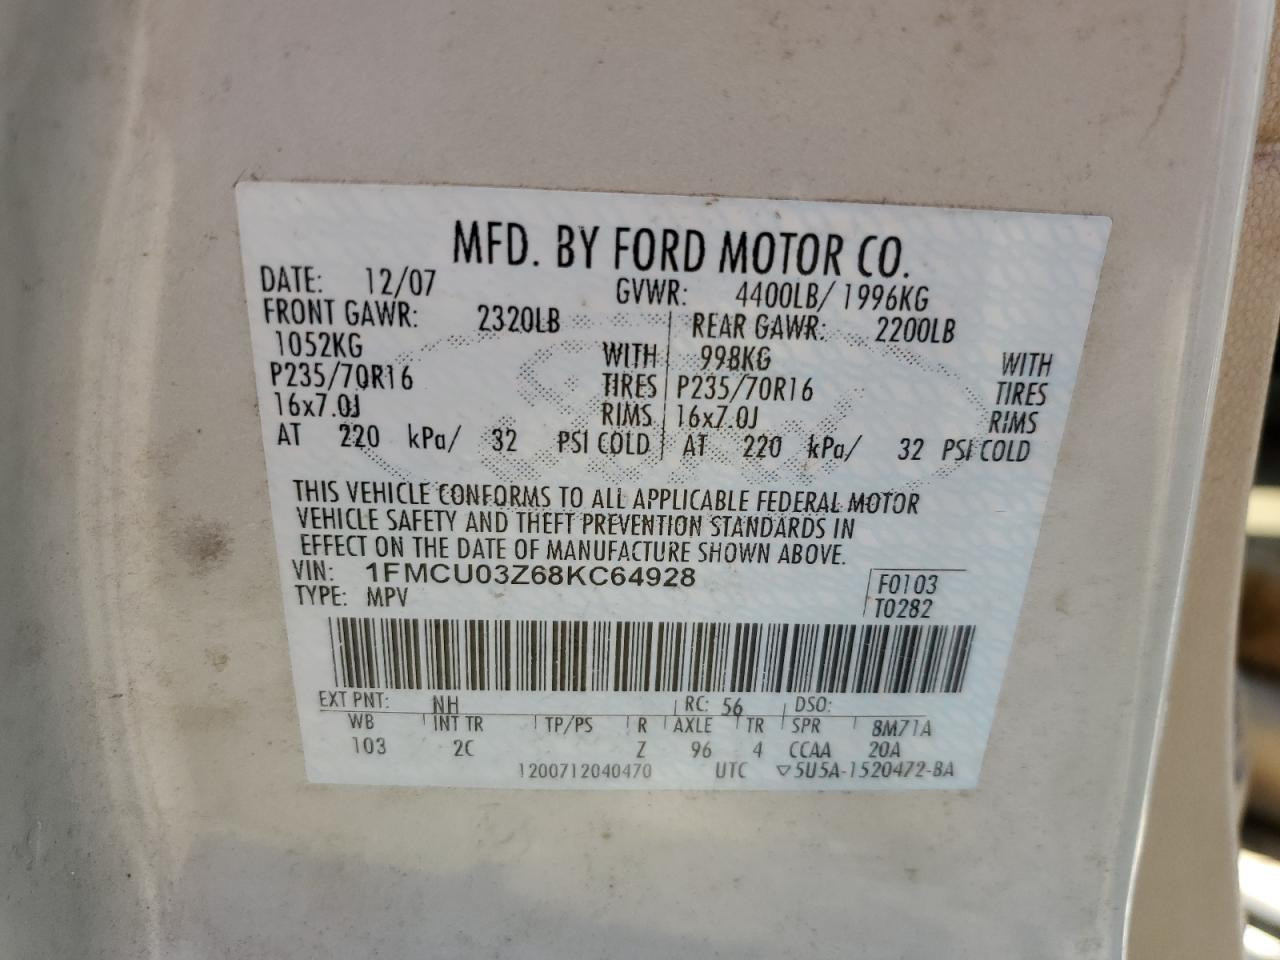 MFD. BY FORD MOTOR CO.
DATE: 12/07 GVWR: 4400LB/ 1996KG
FRONT GAWR: 2320LB REAR GAWR: 2200LB
1052KG WITH 998KG WITH
P235/70R16 TIRES P235/70R16 TIRES
16x7.0J RIMS 16x7.0J RIMS
AT 220 kPa/ 32 PSI COLD AT 220 kPa/ 32 PSI COLD
THIS VEHICLE CONFORMS TO ALL APPLICABLE FEDERAL MOTOR
VEHICLE SAFETY AND THEFT PREVENTION STANDARDS IN
EFFECT ON THE DATE OF MANUFACTURE SHOWN ABOVE.
VIN: 1FMCU03Z68KC64928 F0103
TYPE: MPV T0282
EXT PNT: NH RC: 56 DSO:
WB INT TR TP/PS R AXLE TR SPR 8M71A
103 2C Z 96 4 CCAA 20A
1200712040470 UTC ▽5U5A-1520472-BA